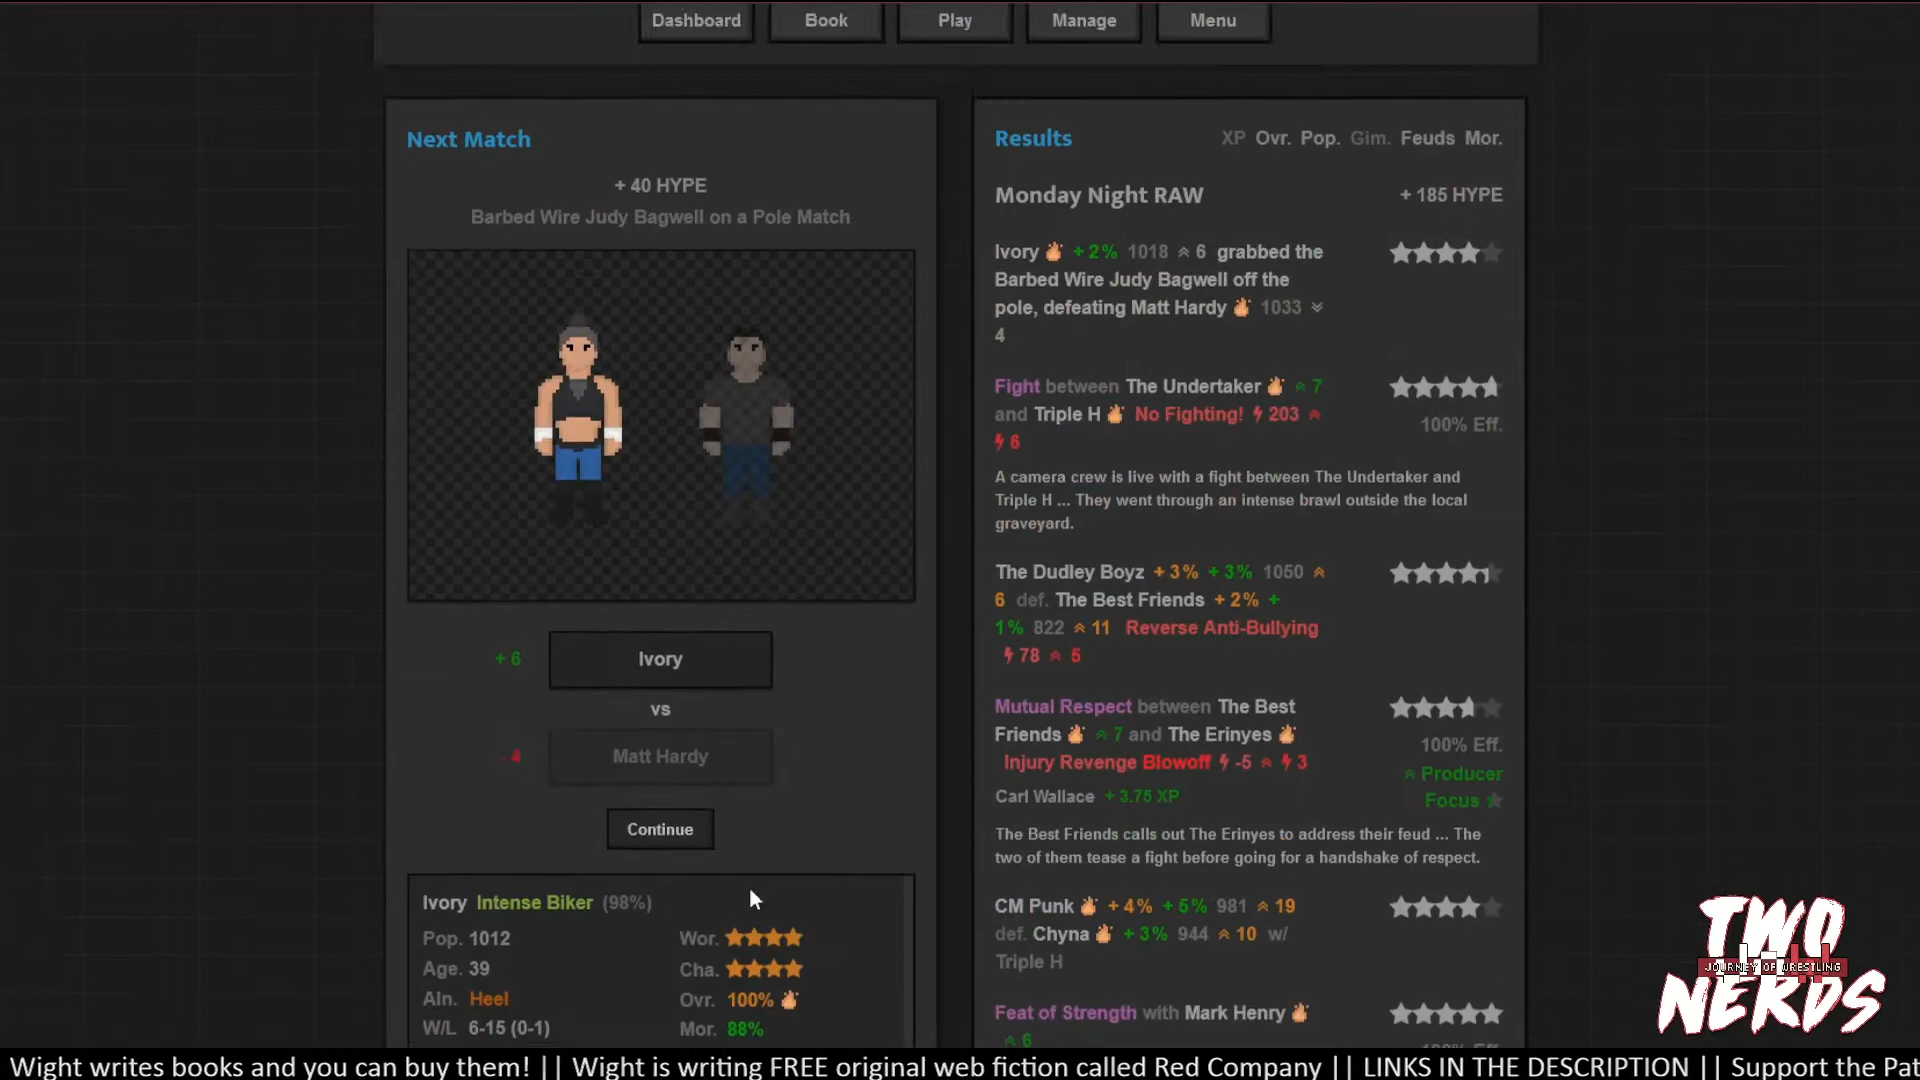 Dashboard Book Play Manage Menu
Next Match
+ 40 HYPE
Barbed Wire Judy Bagwell on a Pole Match
+ 6 Ivory
vs
- 4 Matt Hardy
Continue
Ivory Intense Biker (98%)
Pop. 1012 Wor.
Age. 39 Cha.
Aln. Heel Ovr. 100%
W/L 6-15 (0-1) Mor. 88%
Results XP Ovr. Pop. Gim. Feuds Mor.
Monday Night RAW + 185 HYPE
Ivory +2% 1018 6 grabbed the
Barbed Wire Judy Bagwell off the
pole, defeating Matt Hardy 1033
4
Fight between The Undertaker 7
and Triple H No Fighting! 203
6
100% Eff.
A camera crew is live with a fight between The Undertaker and
Triple H ... They went through an intense brawl outside the local
graveyard.
The Dudley Boyz +3% +3% 1050
6 def. The Best Friends +2% +
1% 822 11 Reverse Anti-Bullying
78 5
Mutual Respect between The Best
Friends 7 and The Erinyes
Injury Revenge Blowoff -5 3
100% Eff.
Producer
Focus
Carl Wallace + 3.75 XP
The Best Friends calls out The Erinyes to address their feud ... The
two of them tease a fight before going for a handshake of respect.
CM Punk +4% +5% 981 19
def. Chyna +3% 944 10 w/
Triple H
Feat of Strength with Mark Henry
6
TWO
JOURNEY OF WRESTLING
NERDS
Wight writes books and you can buy them! || Wight is writing FREE original web fiction called Red Company || LINKS IN THE DESCRIPTION || Support the Pat